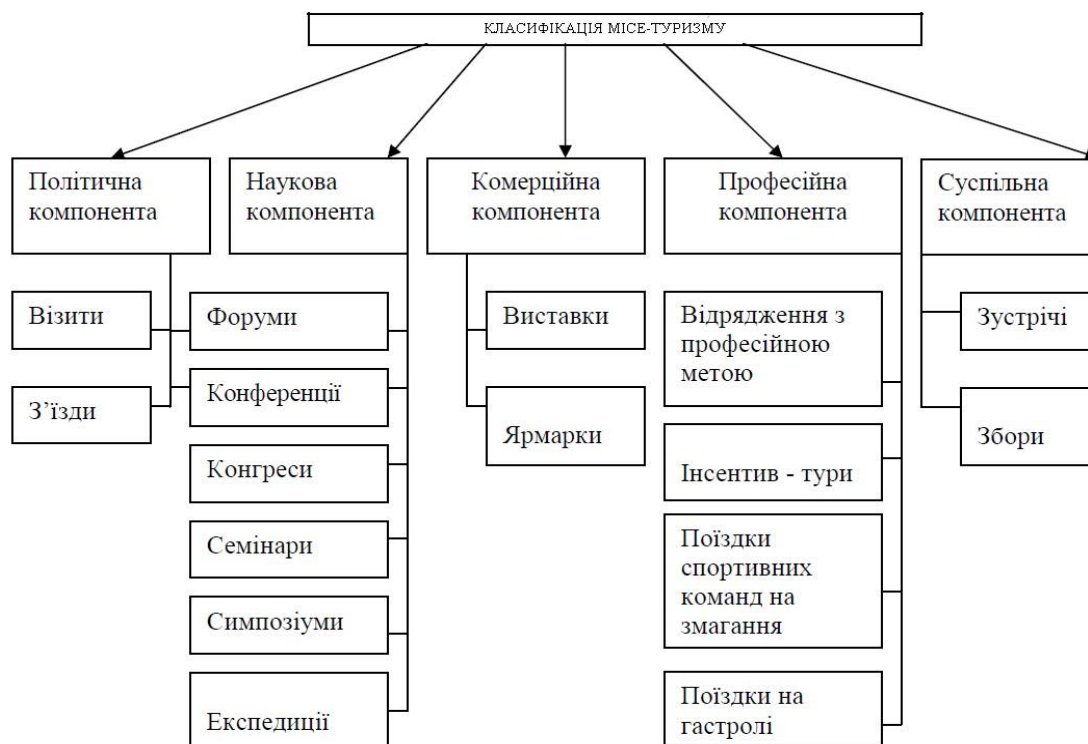 КЛАСИФІКАЦІЯ МІСЕ-ТУРИЗМУ
Політична
компонента
Наукова
компонента
Комерційна
компонента
Професійна
компонента
Суспільна
компонента
Візити
З’їзди
Форуми
Конференції
Конгреси
Семінари
Симпозіуми
Експедиції
Виставки
Ярмарки
Відрядження з
професійною
метою
Інсентив - тури
Поїздки
спортивних
команд на
змагання
Поїздки на
гастролі
Зустрічі
Збори